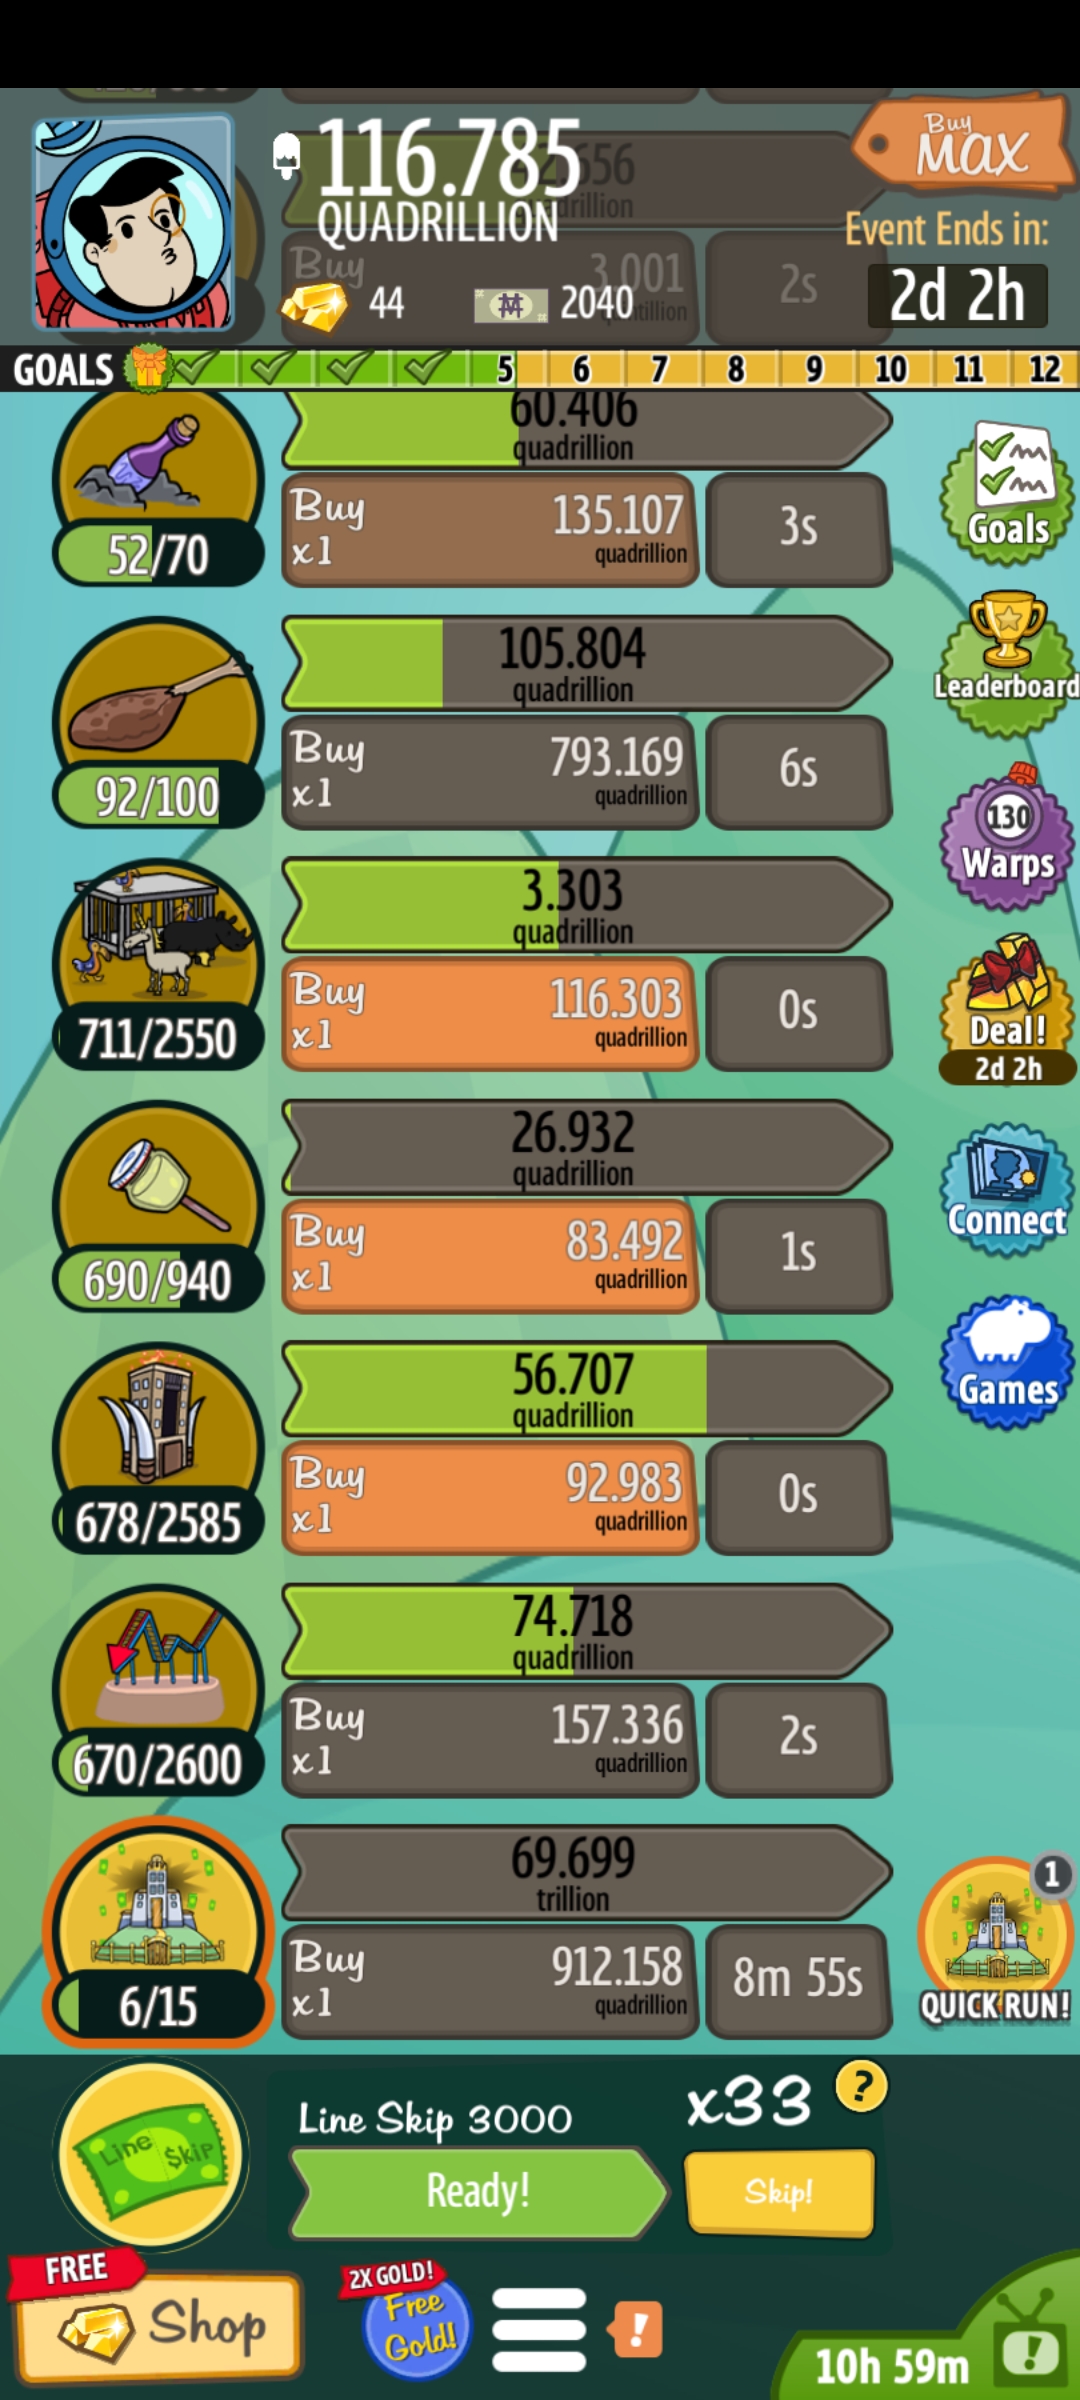 116.785
QUADRILLION
Buy
MAX
Event Ends in:
2d 2h
44
2040
Buy
3.001
2s
GOALS
5
6
7
8
9
10
11
12
60.406
quadrillion
52/70
Buy
x1
135.107
quadrillion
3s
Goals
105.804
quadrillion
92/100
Buy
x1
793.169
quadrillion
6s
Leaderboard
130
Warps
3.303
quadrillion
711/2550
Buy
x1
116.303
quadrillion
0s
Deal!
2d 2h
26.932
quadrillion
690/940
Buy
x1
83.492
quadrillion
1s
Connect
56.707
quadrillion
678/2585
Buy
x1
92.983
quadrillion
0s
Games
74.718
quadrillion
670/2600
Buy
x1
157.336
quadrillion
2s
69.699
trillion
6/15
Buy
x1
912.158
quadrillion
8m 55s
1
QUICK RUN!
Line $kip
Line Skip 3000
x33
?
Ready!
Skip!
FREE
Shop
2X GOLD!
Free
Gold!
!
10h 59m
!